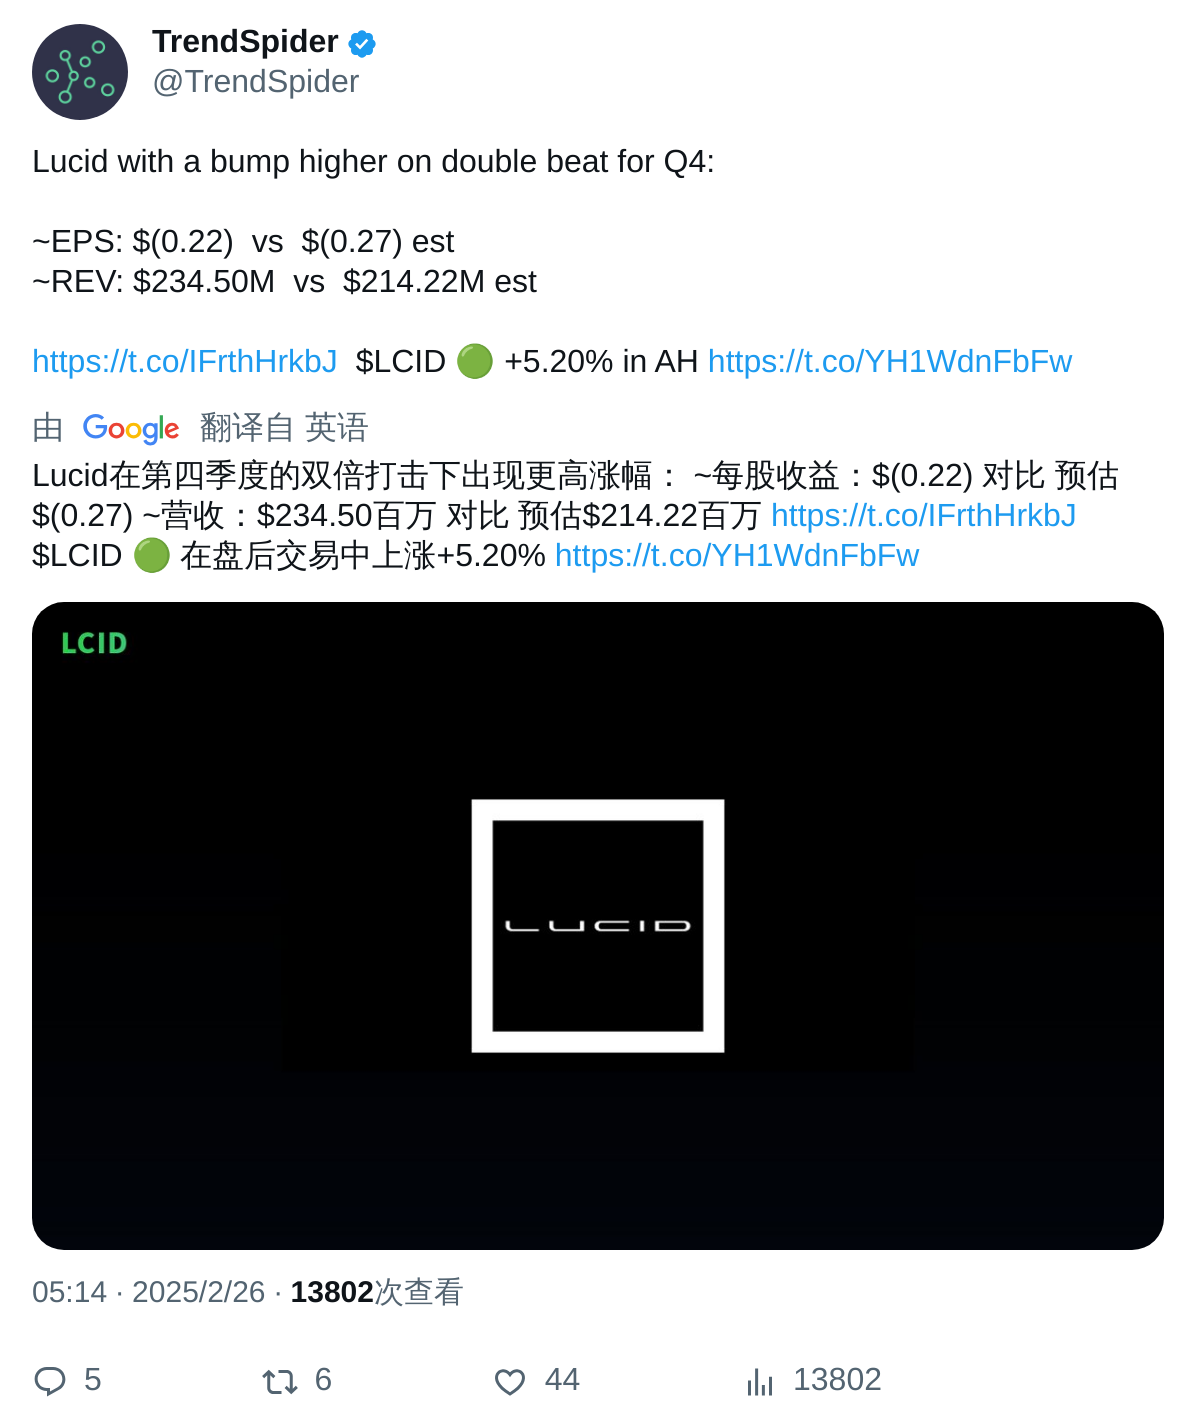 TrendSpider
@TrendSpider
Lucid with a bump higher on double beat for Q4:
~EPS: $(0.22)  vs  $(0.27) est
~REV: $234.50M  vs  $214.22M est
https://t.co/IFrthHrkbJ  $LCID 🟢 +5.20% in AH https://t.co/YH1WdnFbFw
由 Google 翻译自 英语
Lucid在第四季度的双倍打击下出现更高涨幅： ~每股收益：$(0.22) 对比 预估
$(0.27) ~营收：$234.50百万 对比 预估$214.22百万 https://t.co/IFrthHrkbJ
$LCID 🟢 在盘后交易中上涨+5.20% https://t.co/YH1WdnFbFw
LCID
LUCID
05:14 · 2025/2/26 · 13802次查看
5 6 44 13802